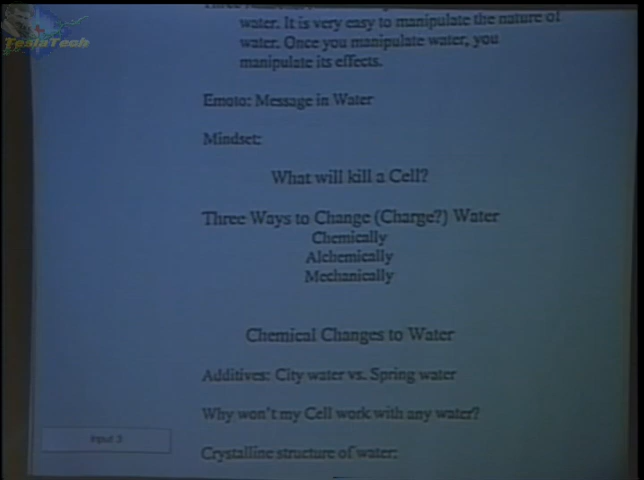 TeslaTech
water. It is very easy to manipulate the nature of
water. Once you manipulate water, you
manipulate its effects.
Emoto: Message in Water
Mindset:
What will kill a Cell?
Three Ways to Change (Charge?) Water
Chemically
Alchemically
Mechanically
Chemical Changes to Water
Additives: City water vs. Spring water
Why won't my Cell work with any water?
Input 3
Crystalline structure of water: